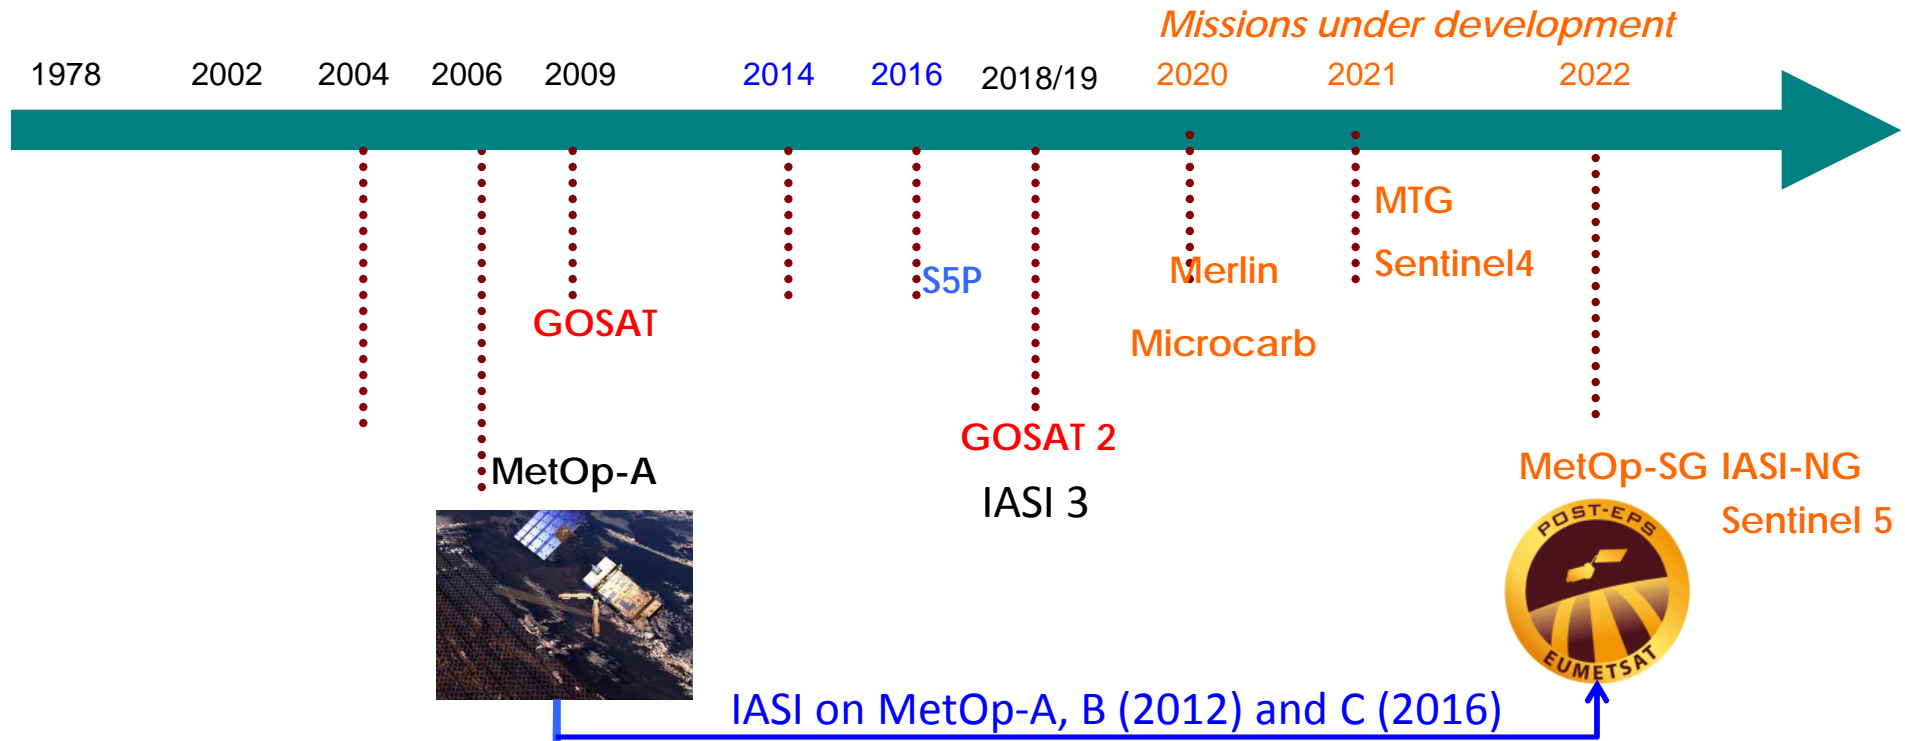 Missions under development
1978 2002 2004 2006 2009 2014 2016 2018/19 2020 2021 2022
MTG
Sentinel4
S5P
Merlin
GOSAT
Microcarb
GOSAT 2
MetOp-A
IASI 3
MetOp-SG IASI-NG
Sentinel 5
POST-EPS
EUMETSAT
IASI on MetOp-A, B (2012) and C (2016)